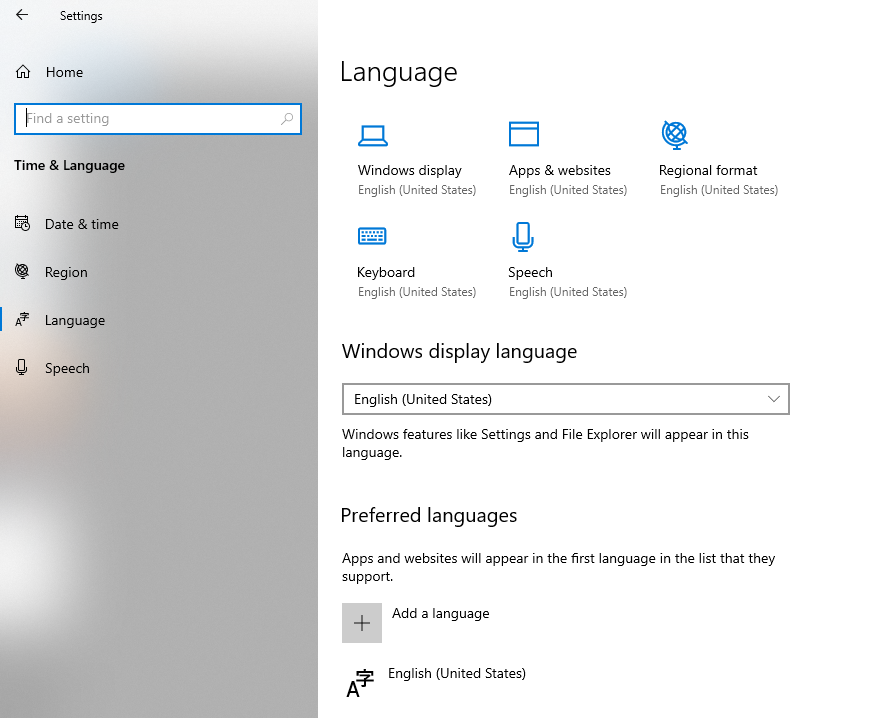 Settings
Home
Find a setting
Time & Language
Date & time
Region
Language
Speech
Language
Windows display
English (United States)
Apps & websites
English (United States)
Regional format
English (United States)
Keyboard
English (United States)
Speech
English (United States)
Windows display language
English (United States)
Windows features like Settings and File Explorer will appear in this
language.
Preferred languages
Apps and websites will appear in the first language in the list that they
support.
Add a language
English (United States)